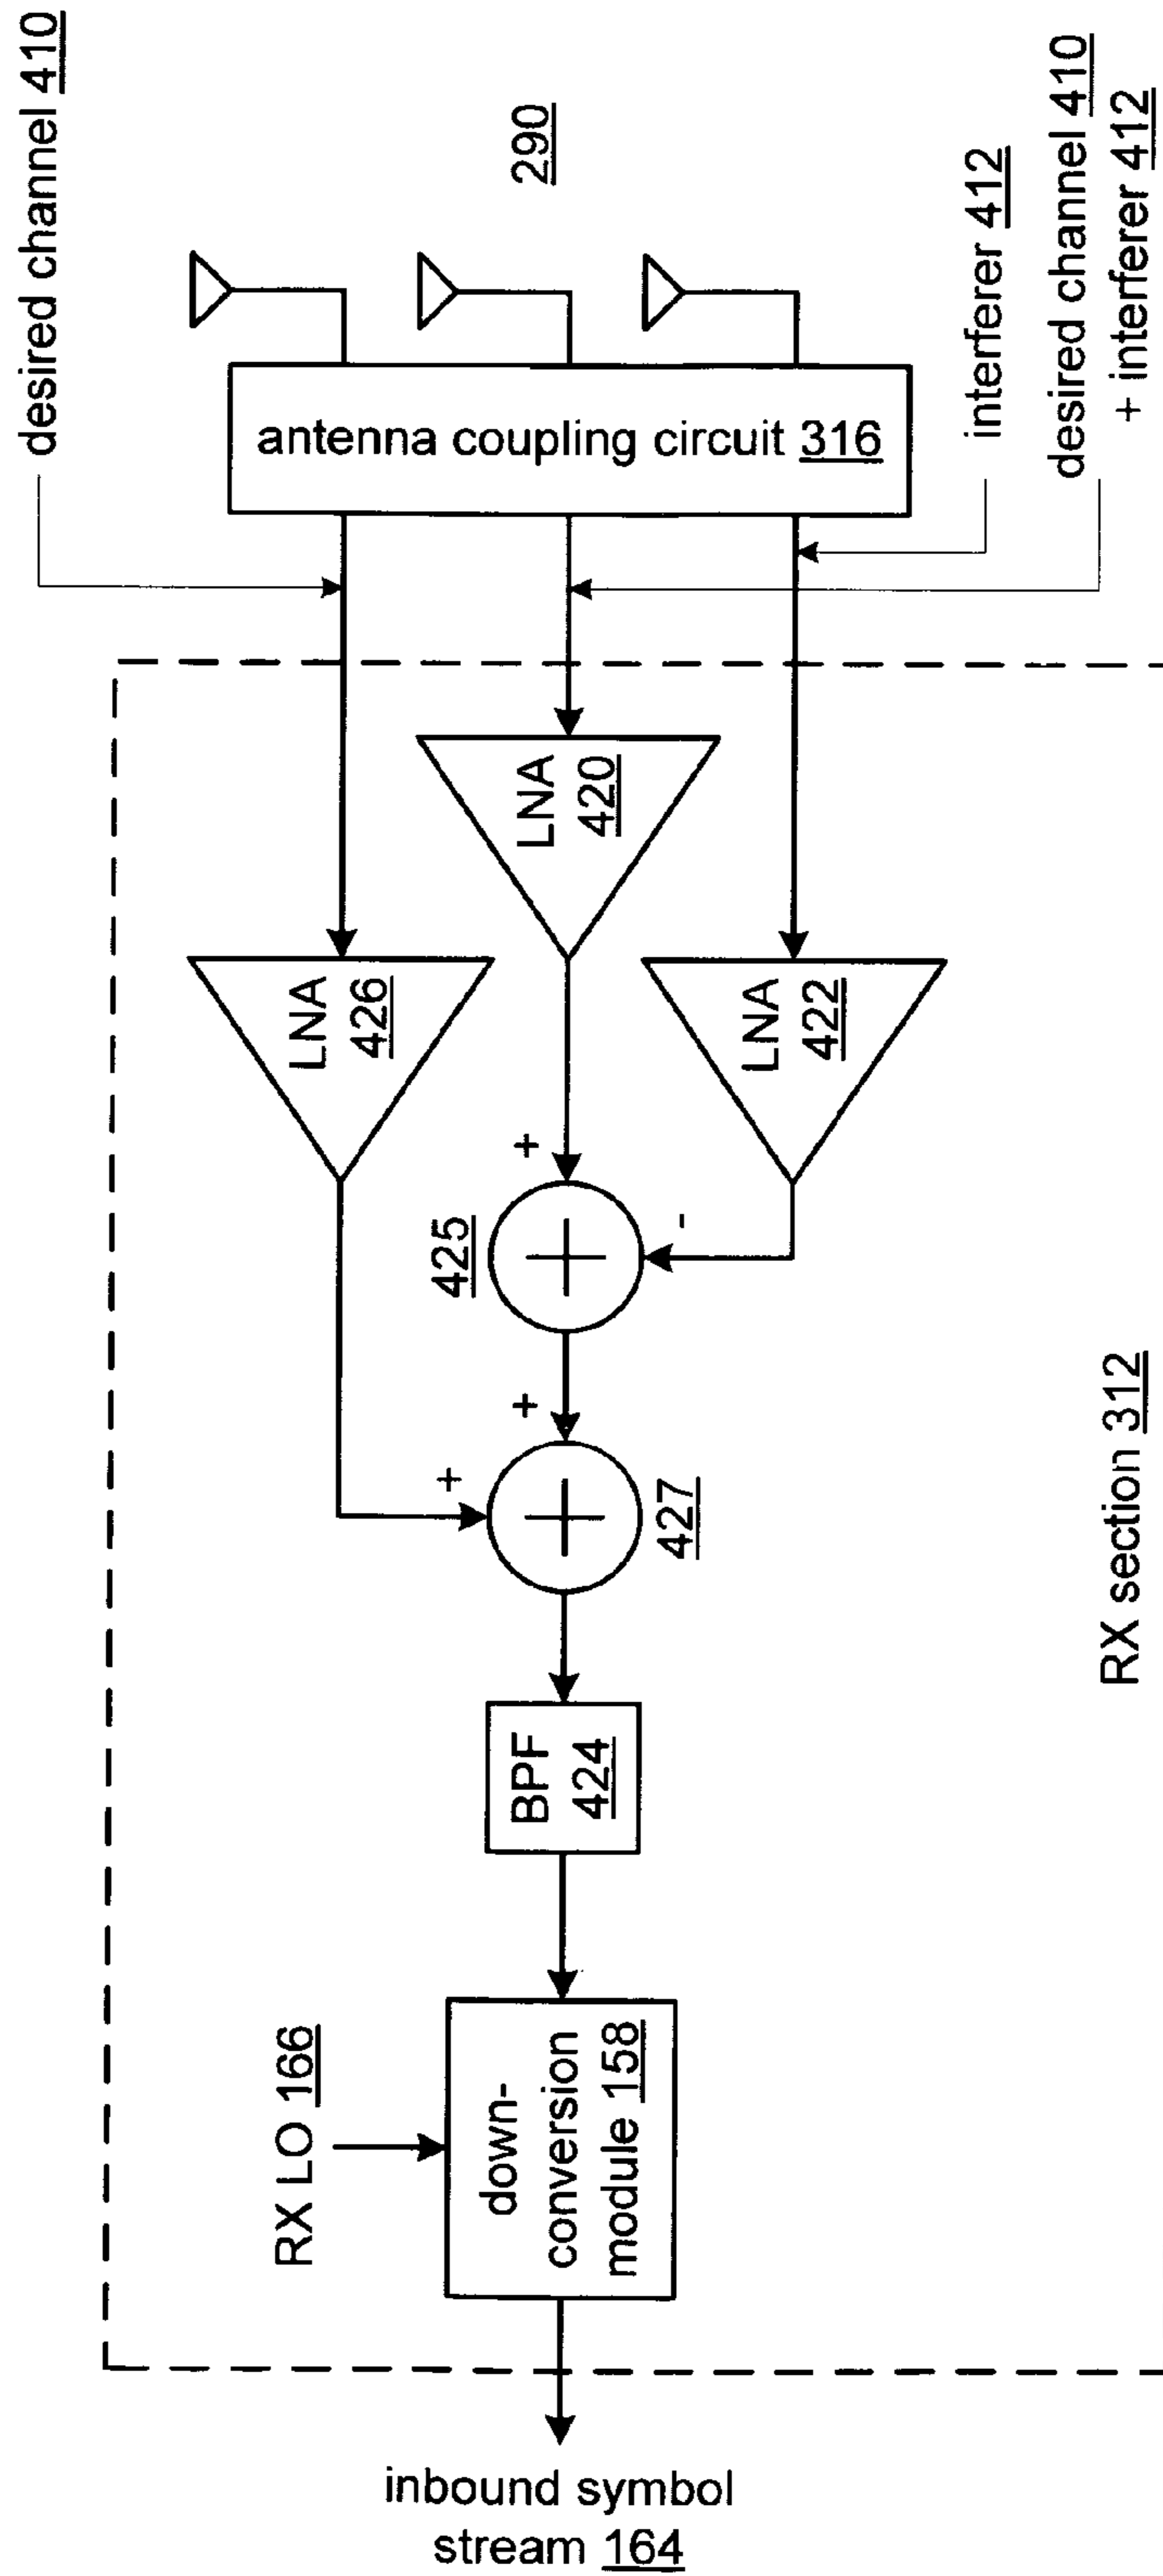 desired channel 410
290
antenna coupling circuit 316
interferer 412
desired channel 410
+ interferer 412
LNA
426
LNA
420
LNA
422
+
-
425
+
+
427
BPF
424
RX LO 166
down-
conversion
module 158
RX section 312
inbound symbol
stream 164